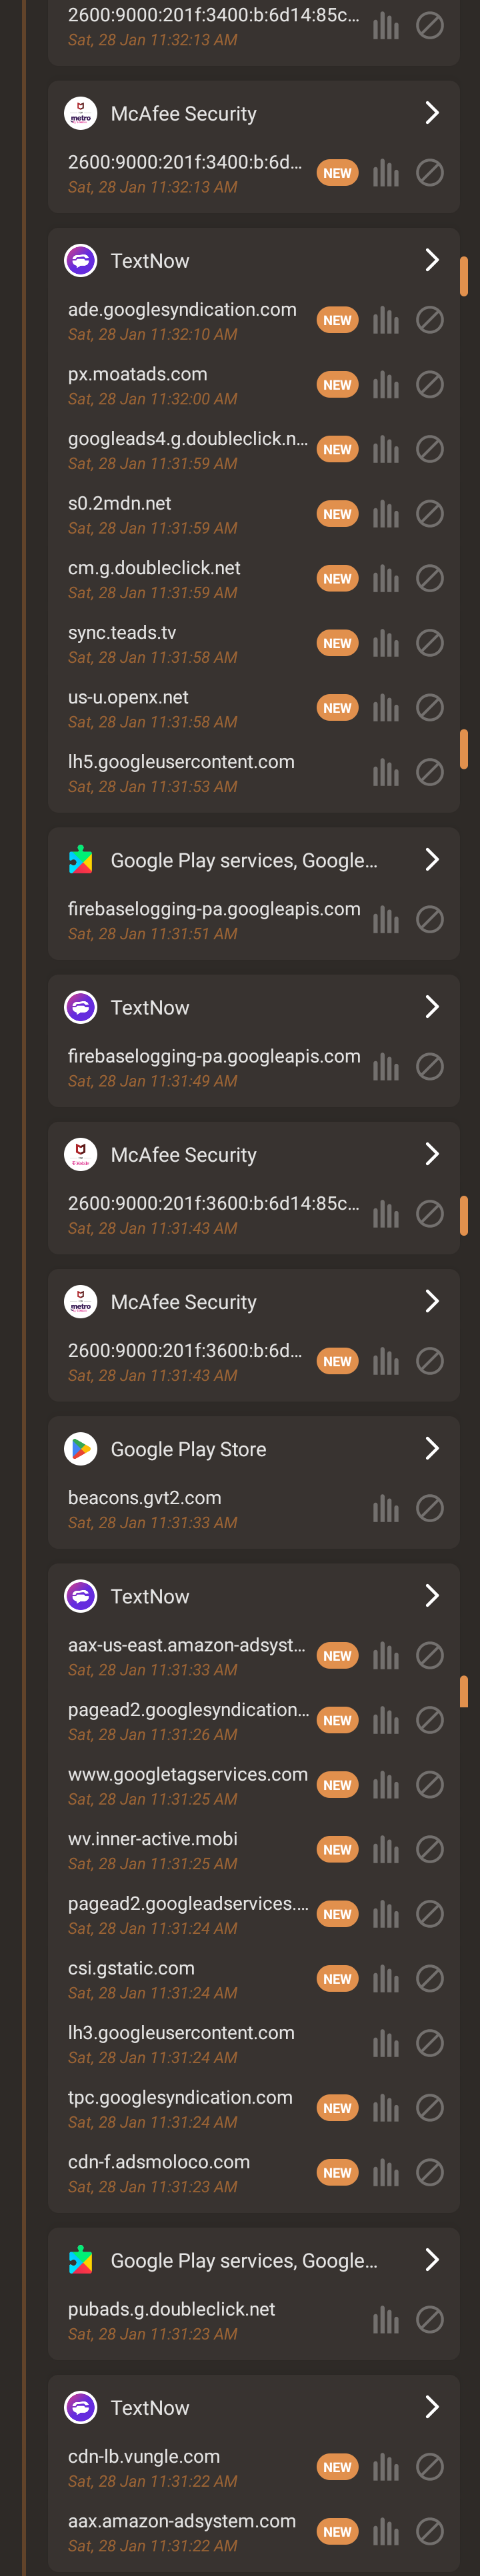 2600:9000:201f:3400:b:6d14:85c...
Sat, 28 Jan 11:32:13 AM
McAfee Security
2600:9000:201f:3400:b:6d... NEW
Sat, 28 Jan 11:32:13 AM
TextNow
ade.googlesyndication.com NEW
Sat, 28 Jan 11:32:10 AM
px.moatads.com NEW
Sat, 28 Jan 11:32:00 AM
googleads4.g.doubleclick.n... NEW
Sat, 28 Jan 11:31:59 AM
s0.2mdn.net NEW
Sat, 28 Jan 11:31:59 AM
cm.g.doubleclick.net NEW
Sat, 28 Jan 11:31:59 AM
sync.teads.tv NEW
Sat, 28 Jan 11:31:58 AM
us-u.openx.net NEW
Sat, 28 Jan 11:31:58 AM
lh5.googleusercontent.com
Sat, 28 Jan 11:31:53 AM
Google Play services, Google...
firebaselogging-pa.googleapis.com
Sat, 28 Jan 11:31:51 AM
TextNow
firebaselogging-pa.googleapis.com
Sat, 28 Jan 11:31:49 AM
McAfee Security
2600:9000:201f:3600:b:6d14:85c...
Sat, 28 Jan 11:31:43 AM
McAfee Security
2600:9000:201f:3600:b:6d... NEW
Sat, 28 Jan 11:31:43 AM
Google Play Store
beacons.gvt2.com
Sat, 28 Jan 11:31:33 AM
TextNow
aax-us-east.amazon-adsyst... NEW
Sat, 28 Jan 11:31:33 AM
pagead2.googlesyndication... NEW
Sat, 28 Jan 11:31:26 AM
www.googletagservices.com NEW
Sat, 28 Jan 11:31:25 AM
wv.inner-active.mobi NEW
Sat, 28 Jan 11:31:25 AM
pagead2.googleadservices.... NEW
Sat, 28 Jan 11:31:24 AM
csi.gstatic.com NEW
Sat, 28 Jan 11:31:24 AM
lh3.googleusercontent.com
Sat, 28 Jan 11:31:24 AM
tpc.googlesyndication.com NEW
Sat, 28 Jan 11:31:24 AM
cdn-f.adsmoloco.com NEW
Sat, 28 Jan 11:31:23 AM
Google Play services, Google...
pubads.g.doubleclick.net
Sat, 28 Jan 11:31:23 AM
TextNow
cdn-lb.vungle.com NEW
Sat, 28 Jan 11:31:22 AM
aax.amazon-adsystem.com NEW
Sat, 28 Jan 11:31:22 AM